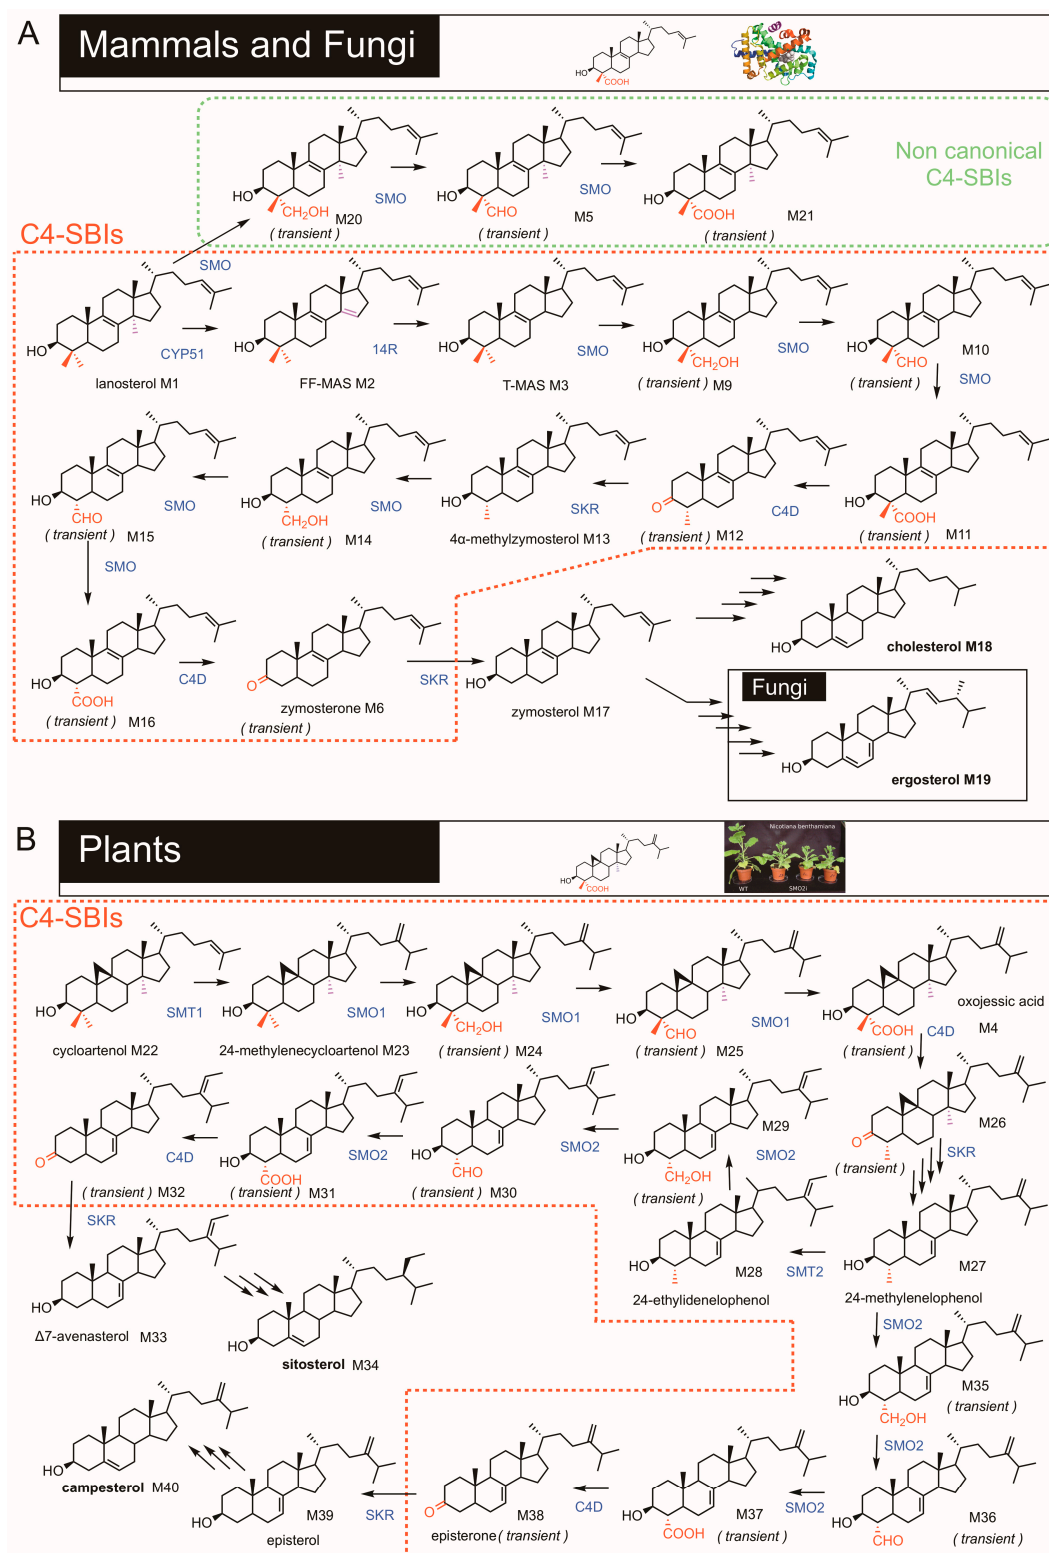 A
Mammals and Fungi
HO
COOH
HO
CH2OH
M20
( transient )
SMO
HO
CHO
M5
( transient )
SMO
HO
COOH
M21
( transient )
Non canonical
C4-SBIs
C4-SBIs
SMO
HO
lanosterol M1
CYP51
HO
FF-MAS M2
14R
HO
T-MAS M3
SMO
HO
CH2OH
( transient ) M9
SMO
HO
CHO
M10
( transient )
SMO
HO
CHO
( transient ) M15
SMO
HO
CH2OH
( transient ) M14
SMO
HO
4α-methylzymosterol M13
SKR
O
( transient ) M12
C4D
HO
COOH
( transient ) M11
SMO
HO
COOH
( transient ) M16
C4D
O
zymosterone M6
( transient )
SKR
HO
zymosterol M17
HO
cholesterol M18
Fungi
HO
ergosterol M19
B
Plants
HO
COOH
Nicotiana benthamiana
WT
SMO2i
C4-SBIs
HO
cycloartenol M22
SMT1
HO
24-methylenecycloartenol M23
SMO1
HO
CH2OH
( transient ) M24
SMO1
HO
CHO
( transient ) M25
SMO1
HO
COOH
oxojessic acid
M4
( transient )
C4D
O
( transient ) M32
C4D
HO
COOH
( transient ) M31
SMO2
HO
CHO
( transient ) M30
SMO2
HO
CH2OH
M29
SMO2
( transient )
O
M26
SKR
SKR
HO
Δ7-avenasterol M33
HO
sitosterol M34
HO
M28
24-ethylidenelophenol
SMT2
HO
M27
24-methylenelophenol
SMO2
HO
CH2OH
M35
( transient )
SMO2
HO
campesterol M40
HO
M39
episterol
SKR
O
M38
episterone ( transient )
C4D
HO
COOH
M37
( transient )
SMO2
HO
CHO
M36
( transient )